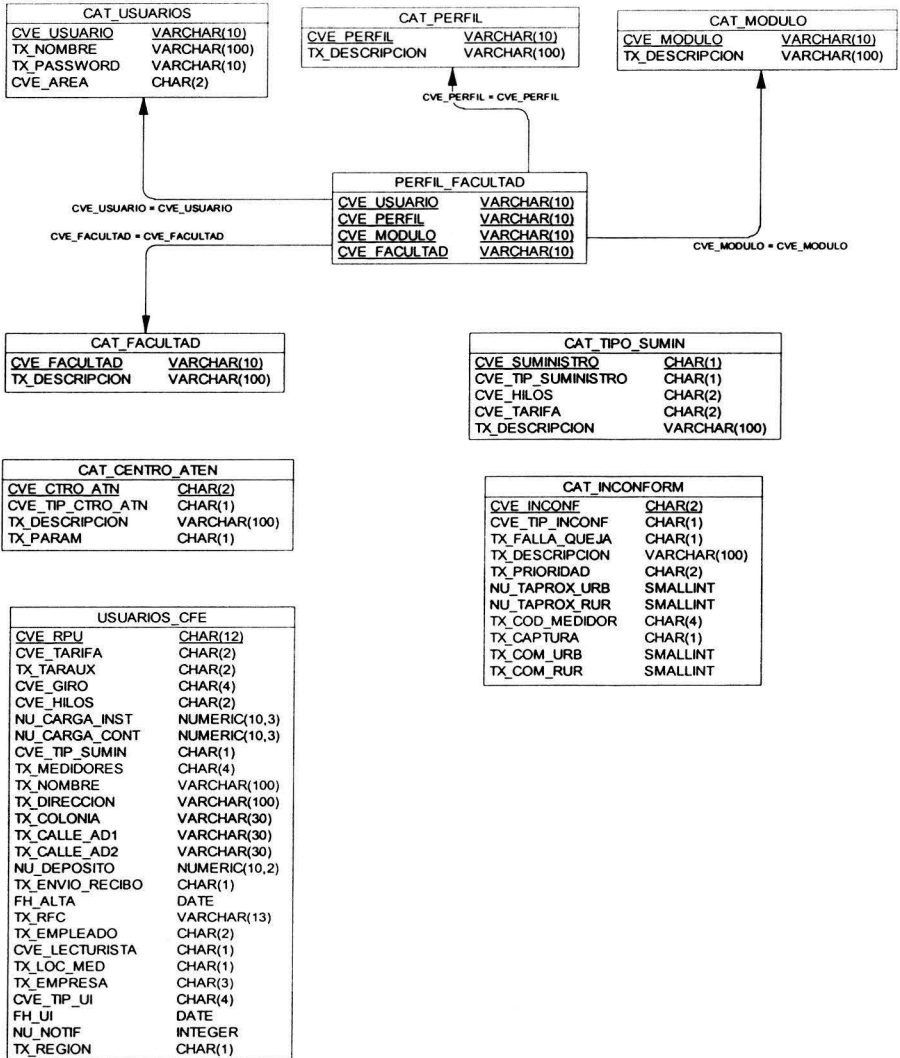 CAT_USUARIOS
CVE_USUARIO VARCHAR(10)
TX_NOMBRE VARCHAR(100)
TX_PASSWORD VARCHAR(10)
CVE_AREA CHAR(2)
CAT_PERFIL
CVE_PERFIL VARCHAR(10)
TX_DESCRIPCION VARCHAR(100)
CAT_MODULO
CVE_MODULO VARCHAR(10)
TX_DESCRIPCION VARCHAR(100)
CVE_PERFIL = CVE_PERFIL
PERFIL_FACULTAD
CVE_USUARIO VARCHAR(10)
CVE_PERFIL VARCHAR(10)
CVE_MODULO VARCHAR(10)
CVE_FACULTAD VARCHAR(10)
CVE_USUARIO = CVE_USUARIO
CVE_FACULTAD = CVE_FACULTAD
CVE_MODULO = CVE_MODULO
CAT_FACULTAD
CVE_FACULTAD VARCHAR(10)
TX_DESCRIPCION VARCHAR(100)
CAT_TIPO_SUMIN
CVE_SUMINISTRO CHAR(1)
CVE_TIP_SUMINISTRO CHAR(1)
CVE_HILOS CHAR(2)
CVE_TARIFA CHAR(2)
TX_DESCRIPCION VARCHAR(100)
CAT_CENTRO_ATEN
CVE_CTRO_ATN CHAR(2)
CVE_TIP_CTRO_ATN CHAR(1)
TX_DESCRIPCION VARCHAR(100)
TX_PARAM CHAR(1)
CAT_INCONFORM
CVE_INCONF CHAR(2)
CVE_TIP_INCONF CHAR(1)
TX_FALLA_QUEJA CHAR(1)
TX_DESCRIPCION VARCHAR(100)
TX_PRIORIDAD CHAR(2)
NU_TAPROX_URB SMALLINT
NU_TAPROX_RUR SMALLINT
TX_COD_MEDIDOR CHAR(4)
TX_CAPTURA CHAR(1)
TX_COM_URB SMALLINT
TX_COM_RUR SMALLINT
USUARIOS_CFE
CVE_RPU CHAR(12)
CVE_TARIFA CHAR(2)
TX_TARAUX CHAR(2)
CVE_GIRO CHAR(4)
CVE_HILOS CHAR(2)
NU_CARGA_INST NUMERIC(10,3)
NU_CARGA_CONT NUMERIC(10,3)
CVE_TIP_SUMIN CHAR(1)
TX_MEDIDORES CHAR(4)
TX_NOMBRE VARCHAR(100)
TX_DIRECCION VARCHAR(100)
TX_COLONIA VARCHAR(30)
TX_CALLE_AD1 VARCHAR(30)
TX_CALLE_AD2 VARCHAR(30)
NU_DEPOSITO NUMERIC(10,2)
TX_ENVIO_RECIBO CHAR(1)
FH_ALTA DATE
TX_RFC VARCHAR(13)
TX_EMPLEADO CHAR(2)
CVE_LECTURISTA CHAR(1)
TX_LOC_MED CHAR(1)
TX_EMPRESA CHAR(3)
CVE_TIP_UI CHAR(4)
FH_UI DATE
NU_NOTIF INTEGER
TX_REGION CHAR(1)